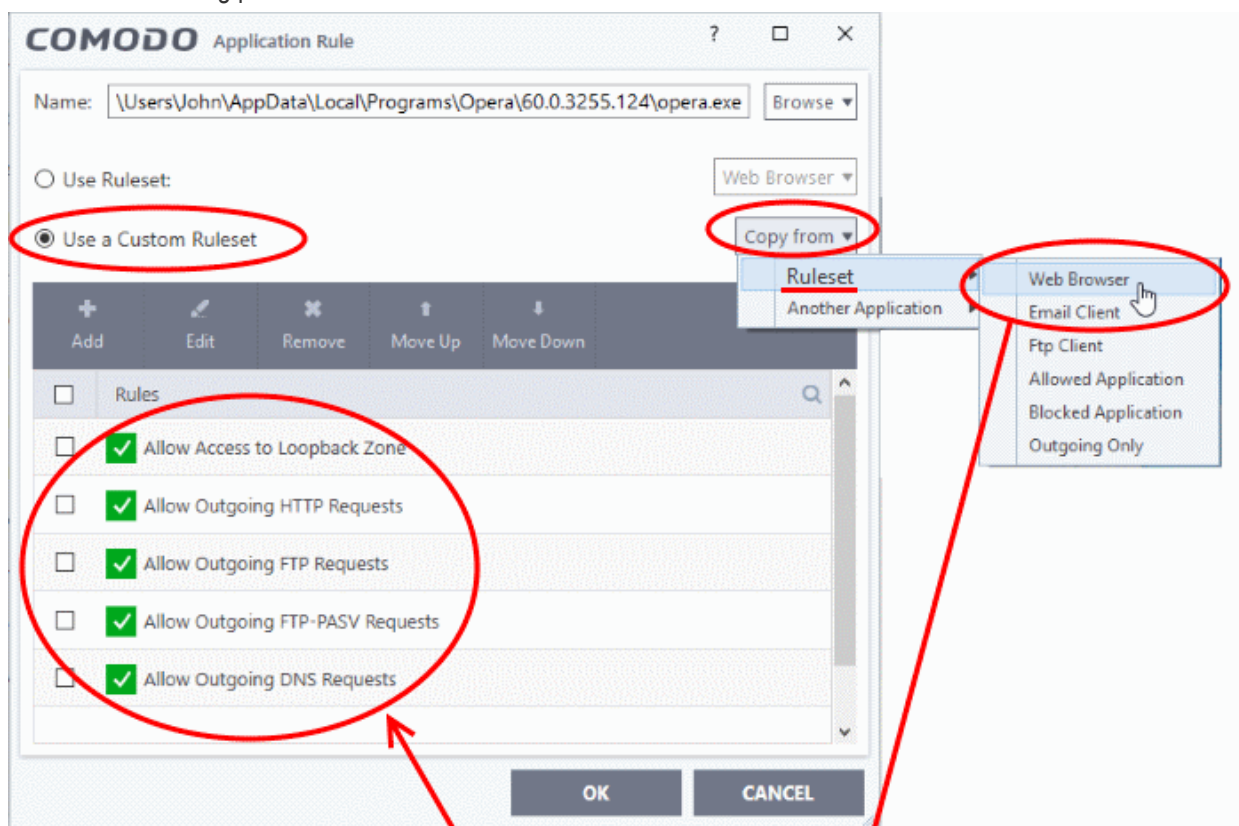 COMODO Application Rule ?
Name: \Users\John\AppData\Local\Programs\Opera\60.0.3255.124\opera.exe Browse
Use Ruleset: Web Browser
Use a Custom Ruleset Copy from
Ruleset
Another Application
Web Browser
Email Client
Ftp Client
Allowed Application
Blocked Application
Outgoing Only
Add Edit Remove Move Up Move Down
Rules
Allow Access to Loopback Zone
Allow Outgoing HTTP Requests
Allow Outgoing FTP Requests
Allow Outgoing FTP-PASV Requests
Allow Outgoing DNS Requests
OK CANCEL